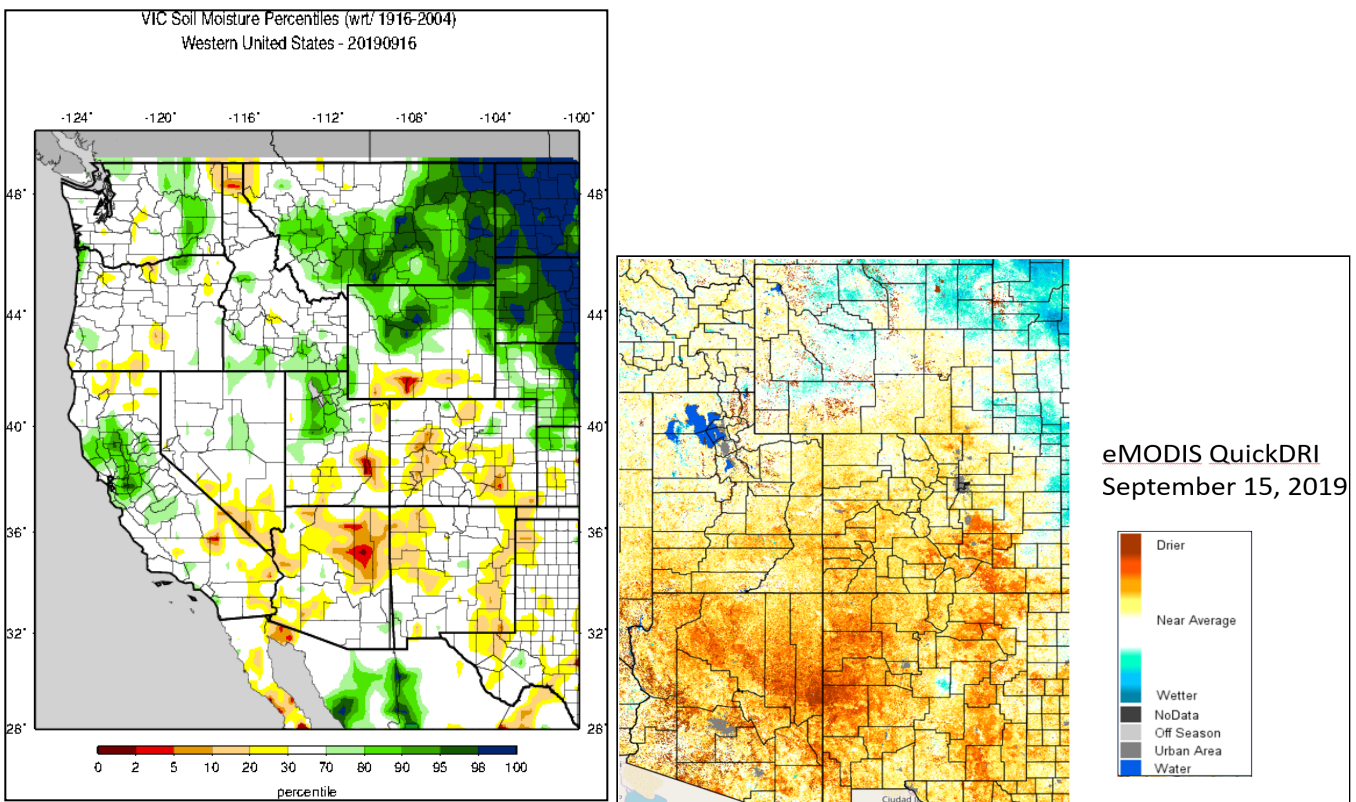 VIC Soil Moisture Percentiles (wrt/ 1916-2004)
Western United States - 20190916
-124° -120° -116° -112° -108° -104° -100°
48° 48°
44° 44°
40° 40°
36° 36°
32° 32°
28° 28°
0 2 5 10 20 30 70 80 90 95 98 100
percentile
eMODIS QuickDRI
September 15, 2019
Drier
Near Average
Wetter
NoData
Off Season
Urban Area
Water
Ciudad